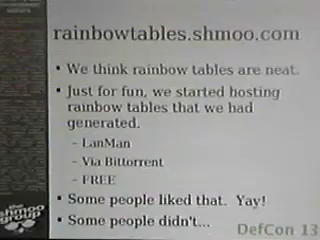 rainbowtables.shmoo.com
• We think rainbow tables are neat.
• Just for fun, we started hosting
rainbow tables that we had
generated.
– LanMan
– Via Bittorrent
– FREE
• Some people liked that.  Yay!
• Some people didn't...
the
shmoo
group
DefCon 13